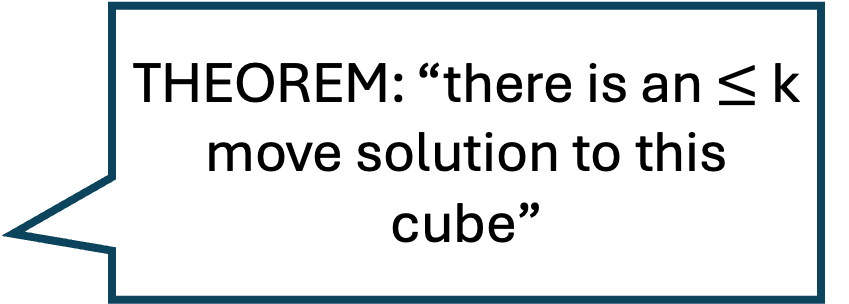 THEOREM: “there is an ≤ k
move solution to this
cube”